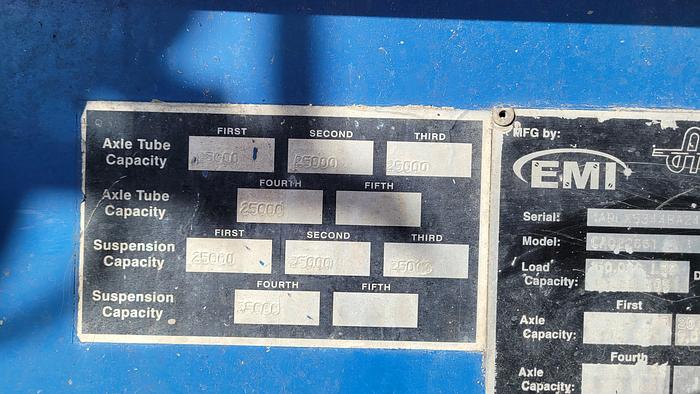 FIRST SECOND THIRD
Axle Tube Capacity 25000 25000 25000
FOURTH FIFTH
Axle Tube Capacity 25000
FIRST SECOND THIRD
Suspension Capacity 25000 25000 25000
FOURTH FIFTH
Suspension Capacity 25000
MFG by:
EMI
Serial:
Model:
Load Capacity:
First
Axle Capacity:
Fourth
Axle Capacity: